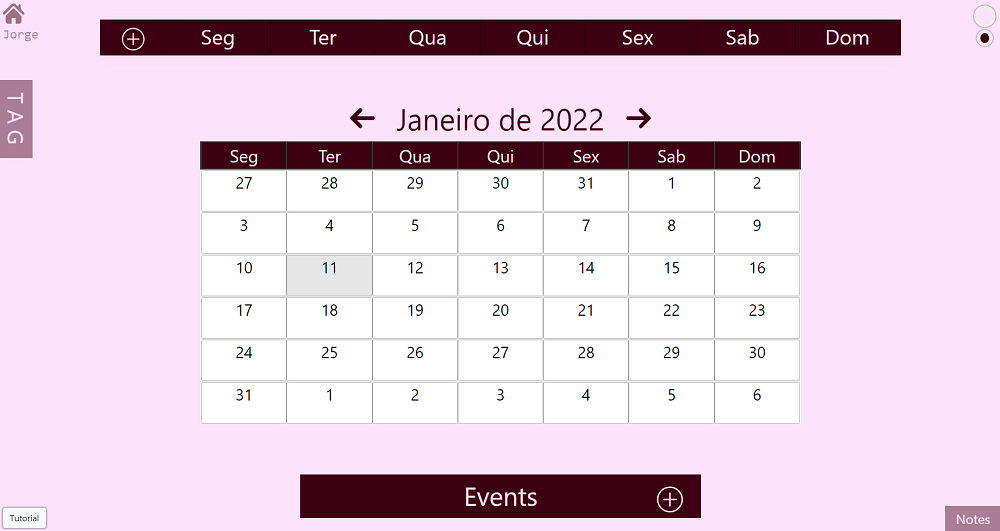 Jorge
Seg Ter Qua Qui Sex Sab Dom
TAG
Janeiro de 2022
Seg Ter Qua Qui Sex Sab Dom
27 28 29 30 31 1 2
3 4 5 6 7 8 9
10 11 12 13 14 15 16
17 18 19 20 21 22 23
24 25 26 27 28 29 30
31 1 2 3 4 5 6
Events
Tutorial
Notes